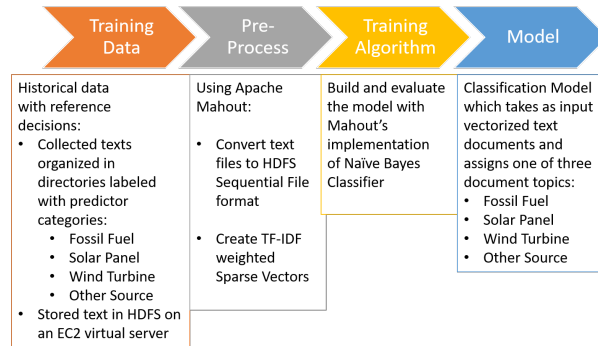 Training
Data
Pre-
Process
Training
Algorithm
Model
Historical data
with reference
decisions:
• Collected texts
organized in
directories labeled
with predictor
categories:
• Fossil Fuel
• Solar Panel
• Wind Turbine
• Other Source
• Stored text in HDFS on
an EC2 virtual server
Using Apache
Mahout:
• Convert text
files to HDFS
Sequential File
format
• Create TF-IDF
weighted
Sparse Vectors
Build and evaluate
the model with
Mahout’s
implementation
of Naïve Bayes
Classifier
Classification Model
which takes as input
vectorized text
documents and
assigns one of three
document topics:
• Fossil Fuel
• Solar Panel
• Wind Turbine
• Other Source